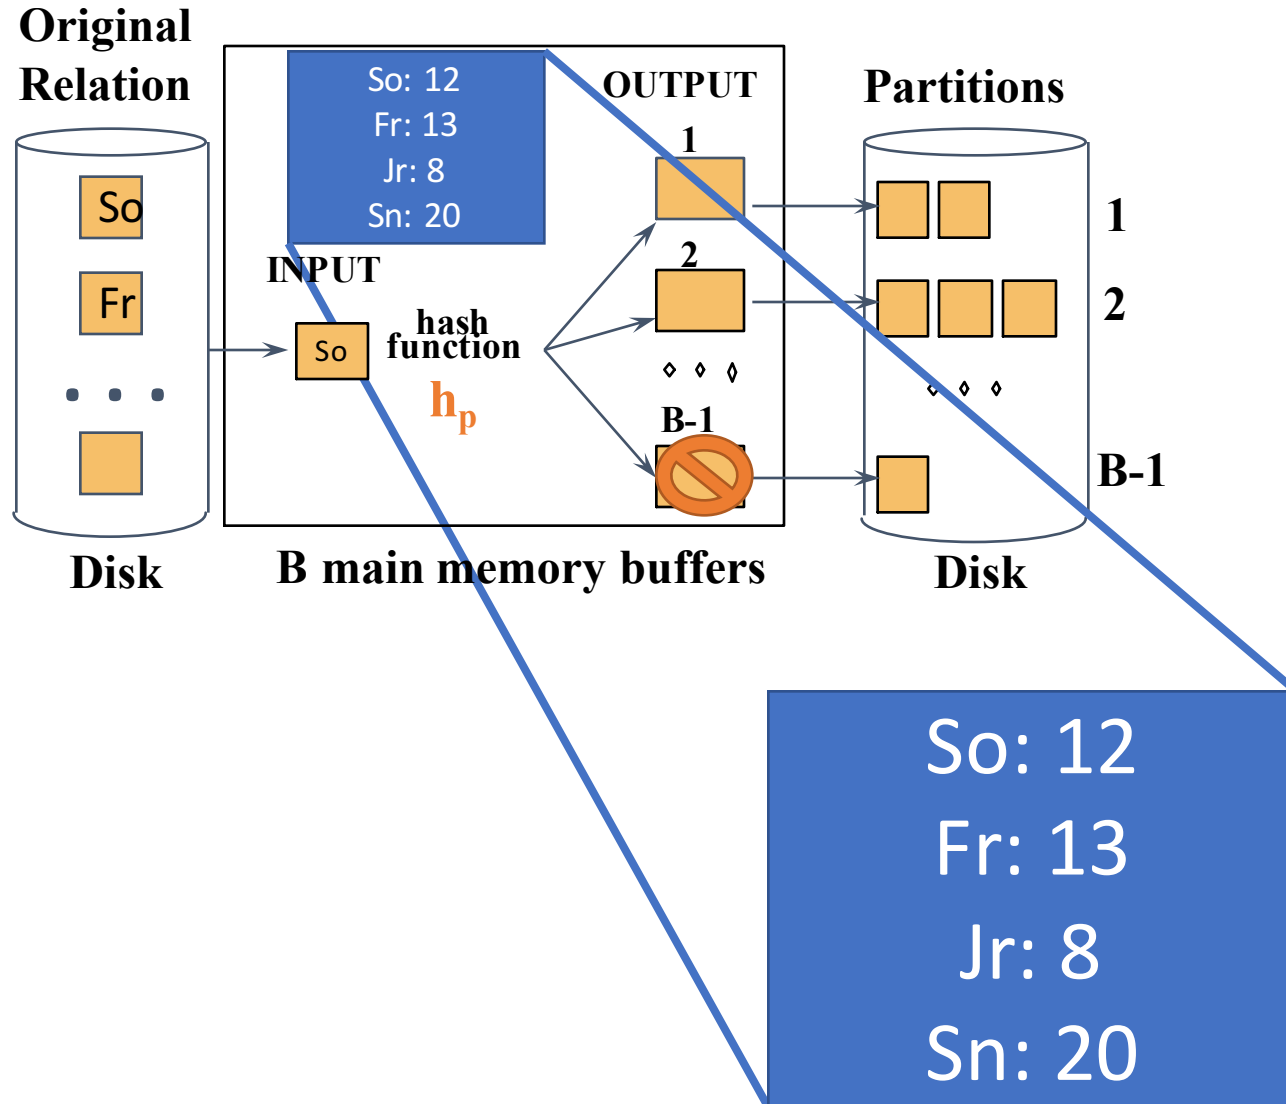 Original
Relation
So
Fr
Disk
So: 12
Fr: 13
Jr: 8
Sn: 20
INPUT
So
hash
function
hp
OUTPUT
1
2
B-1
B main memory buffers
Partitions
1
2
B-1
Disk
So: 12
Fr: 13
Jr: 8
Sn: 20